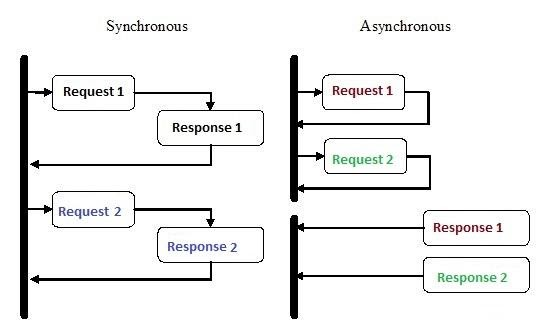 Synchronous
Asynchronous
Request 1
Response 1
Request 2
Response 2
Request 1
Request 2
Response 1
Response 2